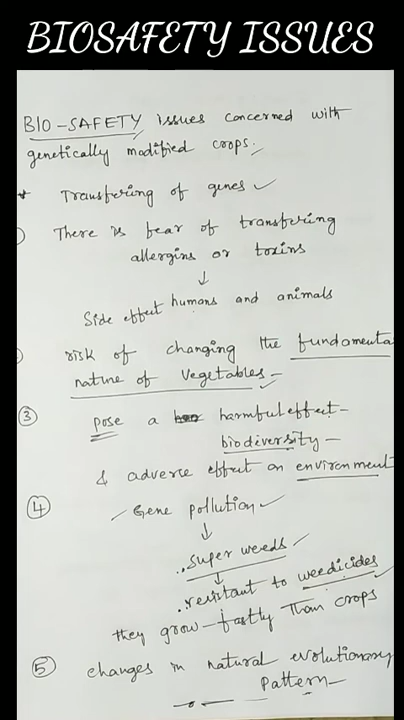 BIOSAFETY ISSUES
BIO-SAFETY issues concerned with
genetically modified crops.
* Transfering of genes
) There is fear of transfering
allergins or toxins
↓
Side effect humans and animals
) risk of changing the fundamenta
nature of vegetables -
③ pose a harmful effect -
biodiversity -
& adverce effect on environment
④ Gene pollution
↓
super weeds
↓
resistant to weedicides
they grow fastly than crops
⑤ changes in natural evolutionary
pattern -